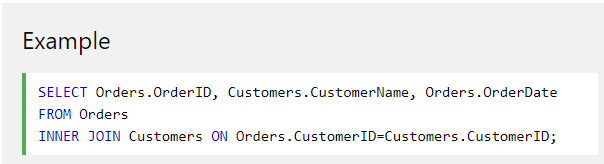 Example
SELECT Orders.OrderID, Customers.CustomerName, Orders.OrderDate
FROM Orders
INNER JOIN Customers ON Orders.CustomerID=Customers.CustomerID;